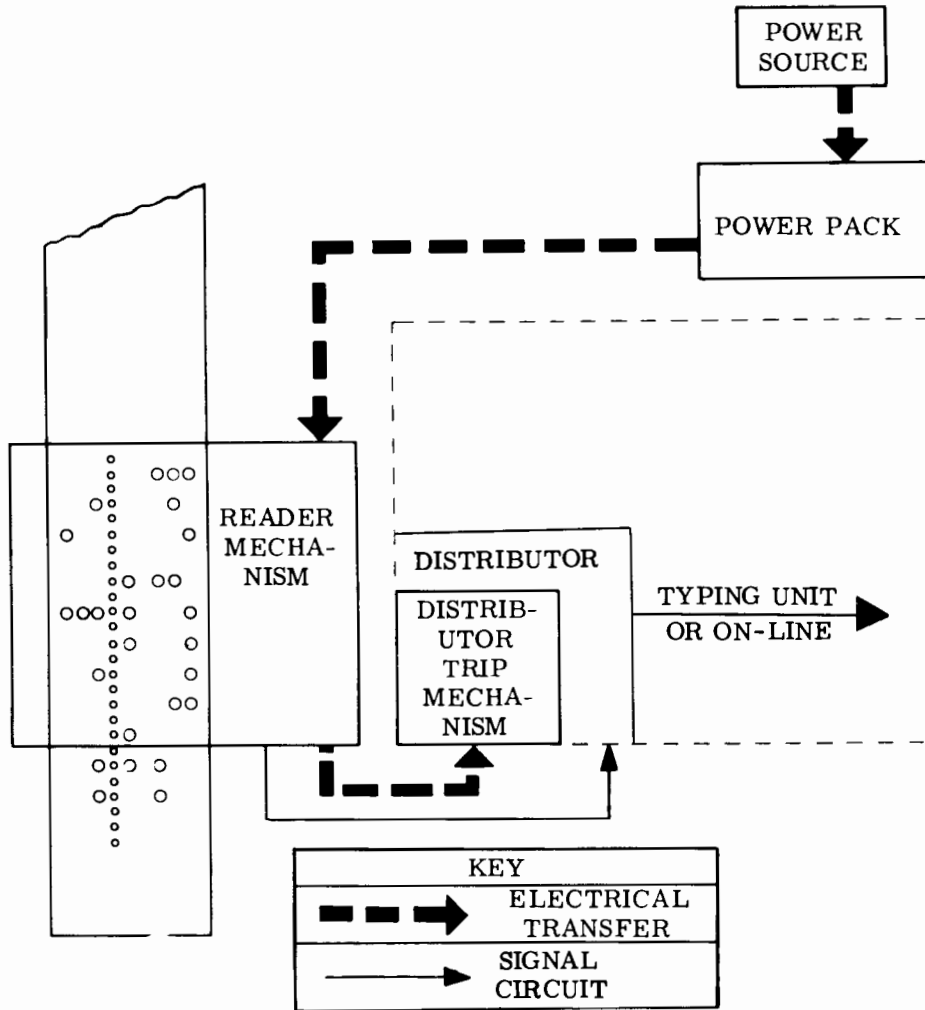 POWER
SOURCE
POWER PACK
READER
MECHA-
NISM
DISTRIBUTOR
DISTRIB-
UTOR
TRIP
MECHA-
NISM
TYPING UNIT
OR ON-LINE
KEY
ELECTRICAL
TRANSFER
SIGNAL
CIRCUIT